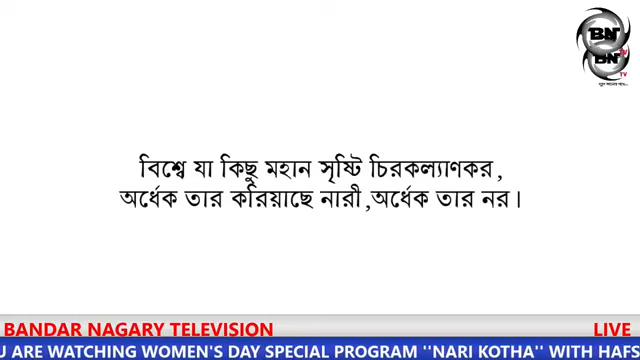 BN
BN TV
TV
বিশ্বে যা কিছু মহান সৃষ্টি চিরকল্যাণকর,
অর্ধেক তার করিয়াছে নারী,অর্ধেক তার নর।
BANDAR NAGARY TELEVISION
LIVE
U ARE WATCHING WOMEN'S DAY SPECIAL PROGRAM "NARI KOTHA" WITH HAFS